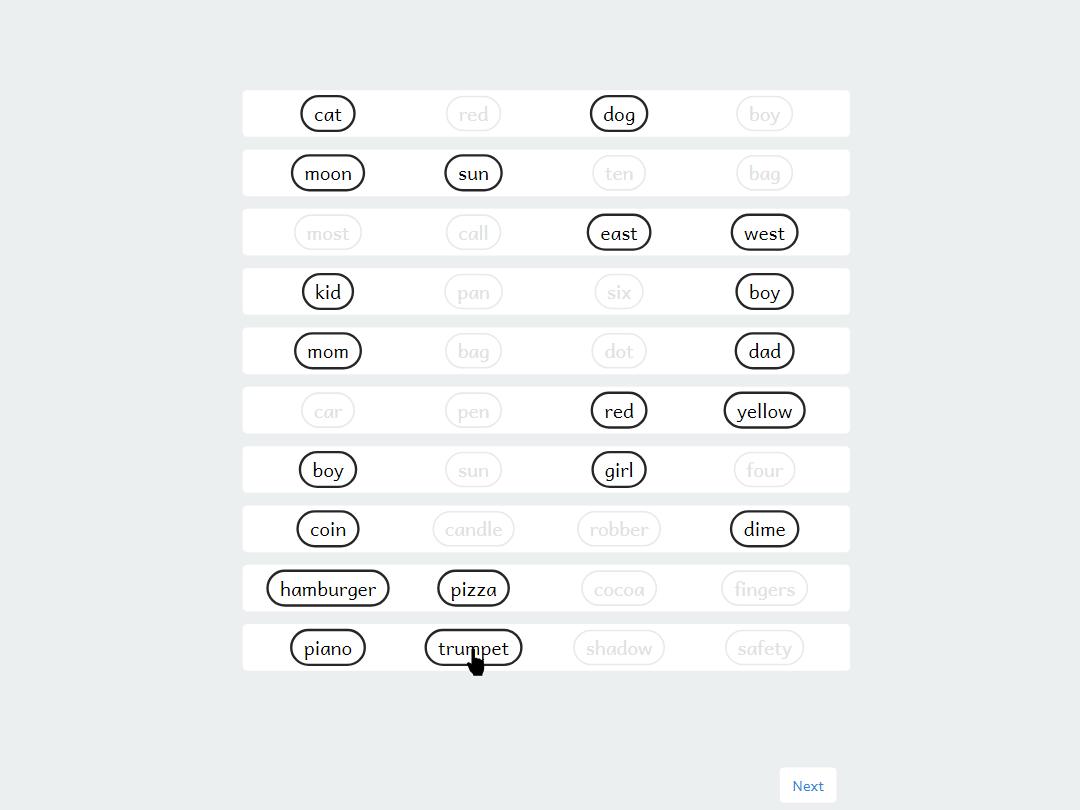 cat red dog boy
moon sun ten bag
most call east west
kid pan six boy
mom bag dot dad
car pen red yellow
boy sun girl four
coin candle robber dime
hamburger pizza cocoa fingers
piano trumpet shadow safety
Next